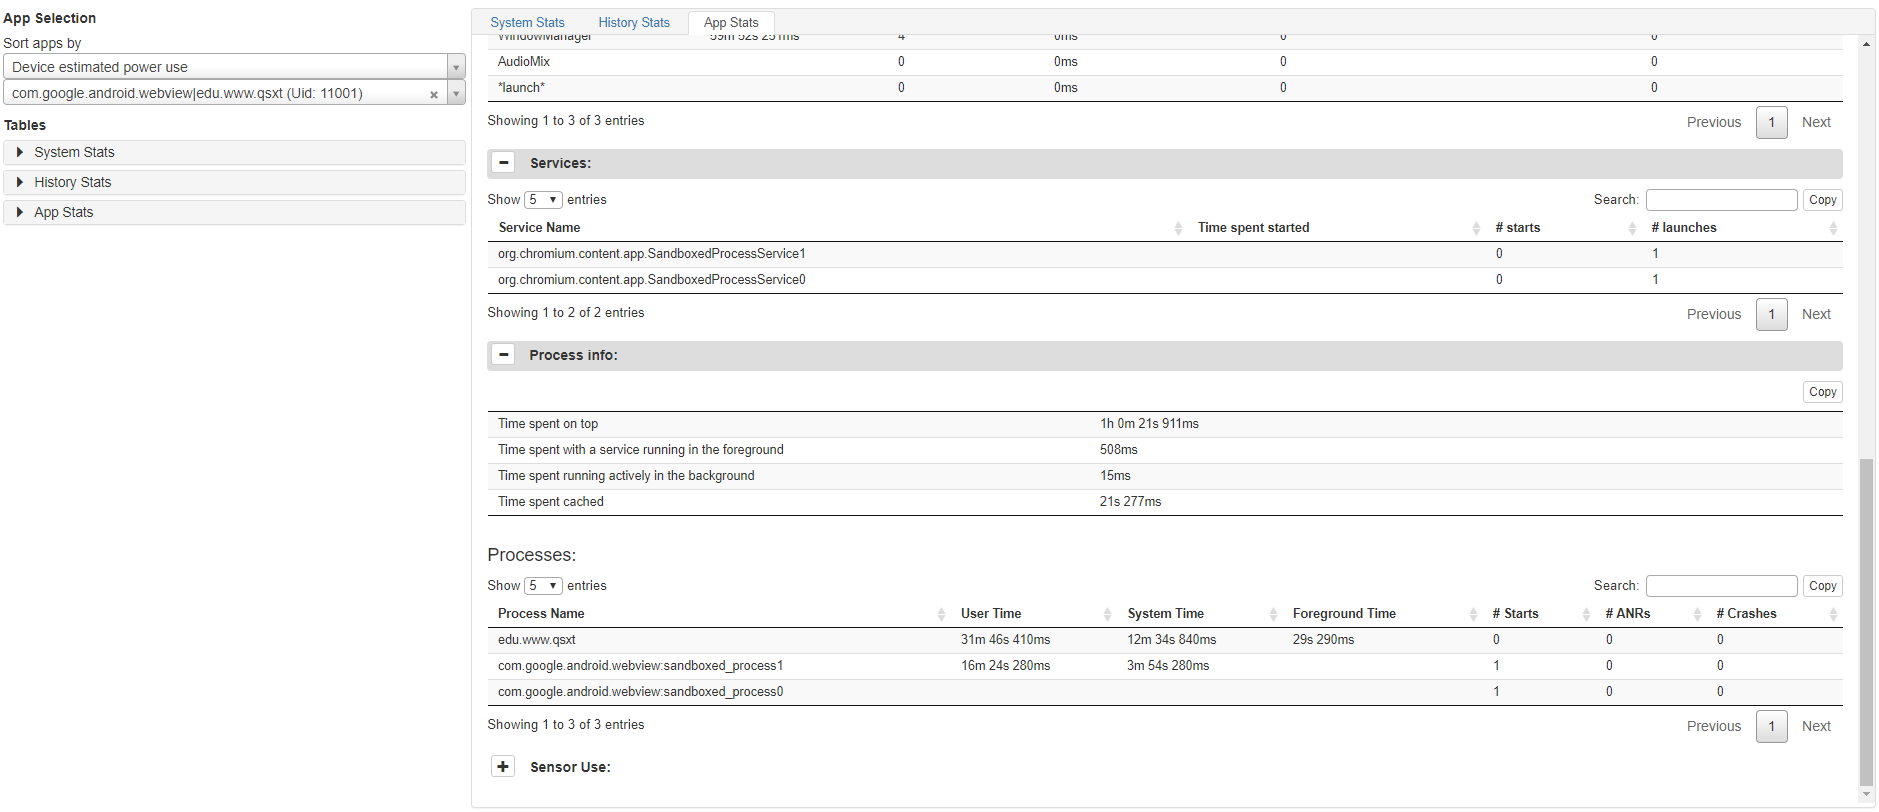 App Selection
Sort apps by
Device estimated power use
com.google.android.webview|edu.www.qsxt (Uid: 11001)
Tables
System Stats
History Stats
App Stats
System Stats History Stats App Stats
WindowManager 59m 52s 251ms 4 0ms 0 0
AudioMix 0 0ms 0 0
*launch* 0 0ms 0 0
Showing 1 to 3 of 3 entries Previous 1 Next
Services:
Show 5 entries Search: Copy
Service Name Time spent started # starts # launches
org.chromium.content.app.SandboxedProcessService1 0 1
org.chromium.content.app.SandboxedProcessService0 0 1
Showing 1 to 2 of 2 entries Previous 1 Next
Process info:
Copy
Time spent on top 1h 0m 21s 911ms
Time spent with a service running in the foreground 508ms
Time spent running actively in the background 15ms
Time spent cached 21s 277ms
Processes:
Show 5 entries Search: Copy
Process Name User Time System Time Foreground Time # Starts # ANRs # Crashes
edu.www.qsxt 31m 46s 410ms 12m 34s 840ms 29s 290ms 0 0 0
com.google.android.webview:sandboxed_process1 16m 24s 280ms 3m 54s 280ms 1 0 0
com.google.android.webview:sandboxed_process0 1 0 0
Showing 1 to 3 of 3 entries Previous 1 Next
Sensor Use: